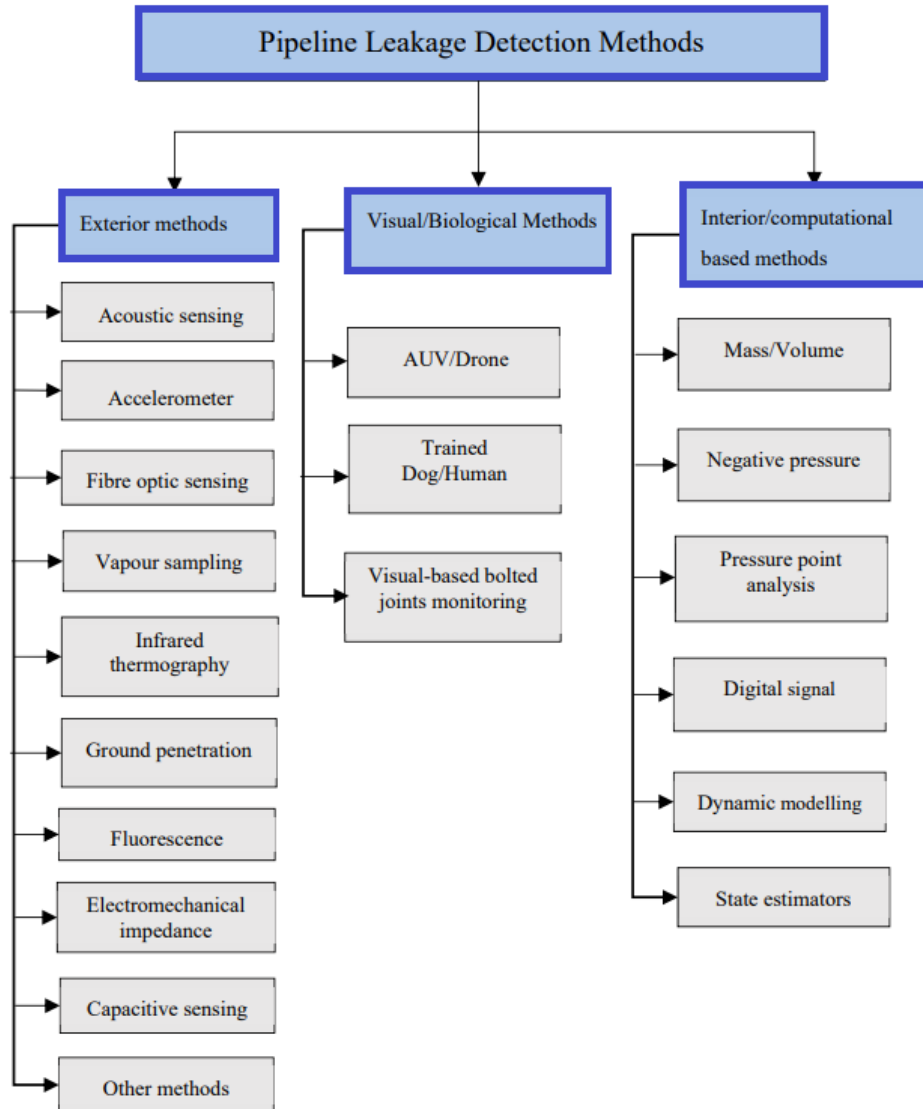 Pipeline Leakage Detection Methods
Exterior methods
Acoustic sensing
Accelerometer
Fibre optic sensing
Vapour sampling
Infrared
thermography
Ground penetration
Fluorescence
Electromechanical
impedance
Capacitive sensing
Other methods
Visual/Biological Methods
AUV/Drone
Trained
Dog/Human
Visual-based bolted
joints monitoring
Interior/computational
based methods
Mass/Volume
Negative pressure
Pressure point
analysis
Digital signal
Dynamic modelling
State estimators